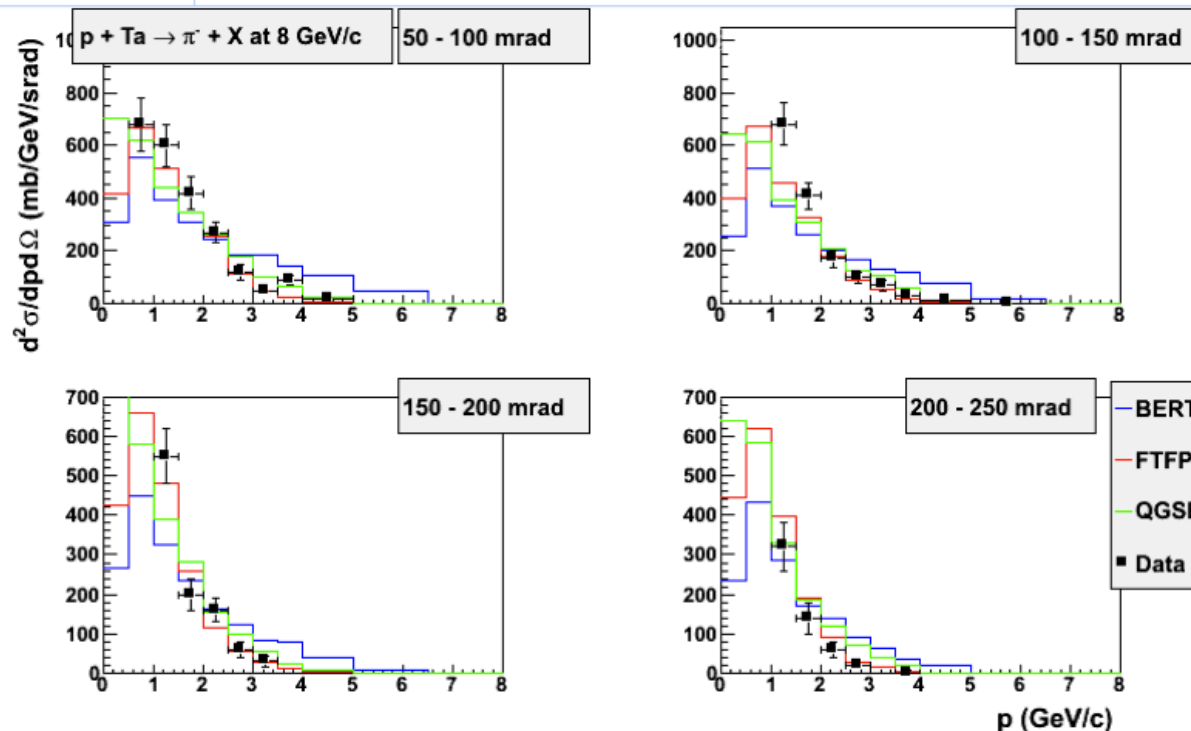 p + Ta → π⁻ + X at 8 GeV/c
50 - 100 mrad
100 - 150 mrad
d²σ/dpdΩ (mb/GeV/srad)
800
600
400
200
0
0 1 2 3 4 5 6 7 8
1000
800
600
400
200
0
0 1 2 3 4 5 6 7 8
150 - 200 mrad
200 - 250 mrad
700
600
500
400
300
200
100
0
0 1 2 3 4 5 6 7 8
700
600
500
400
300
200
100
0
0 1 2 3 4 5 6 7 8
BERT
FTFP
QGS
Data
p (GeV/c)